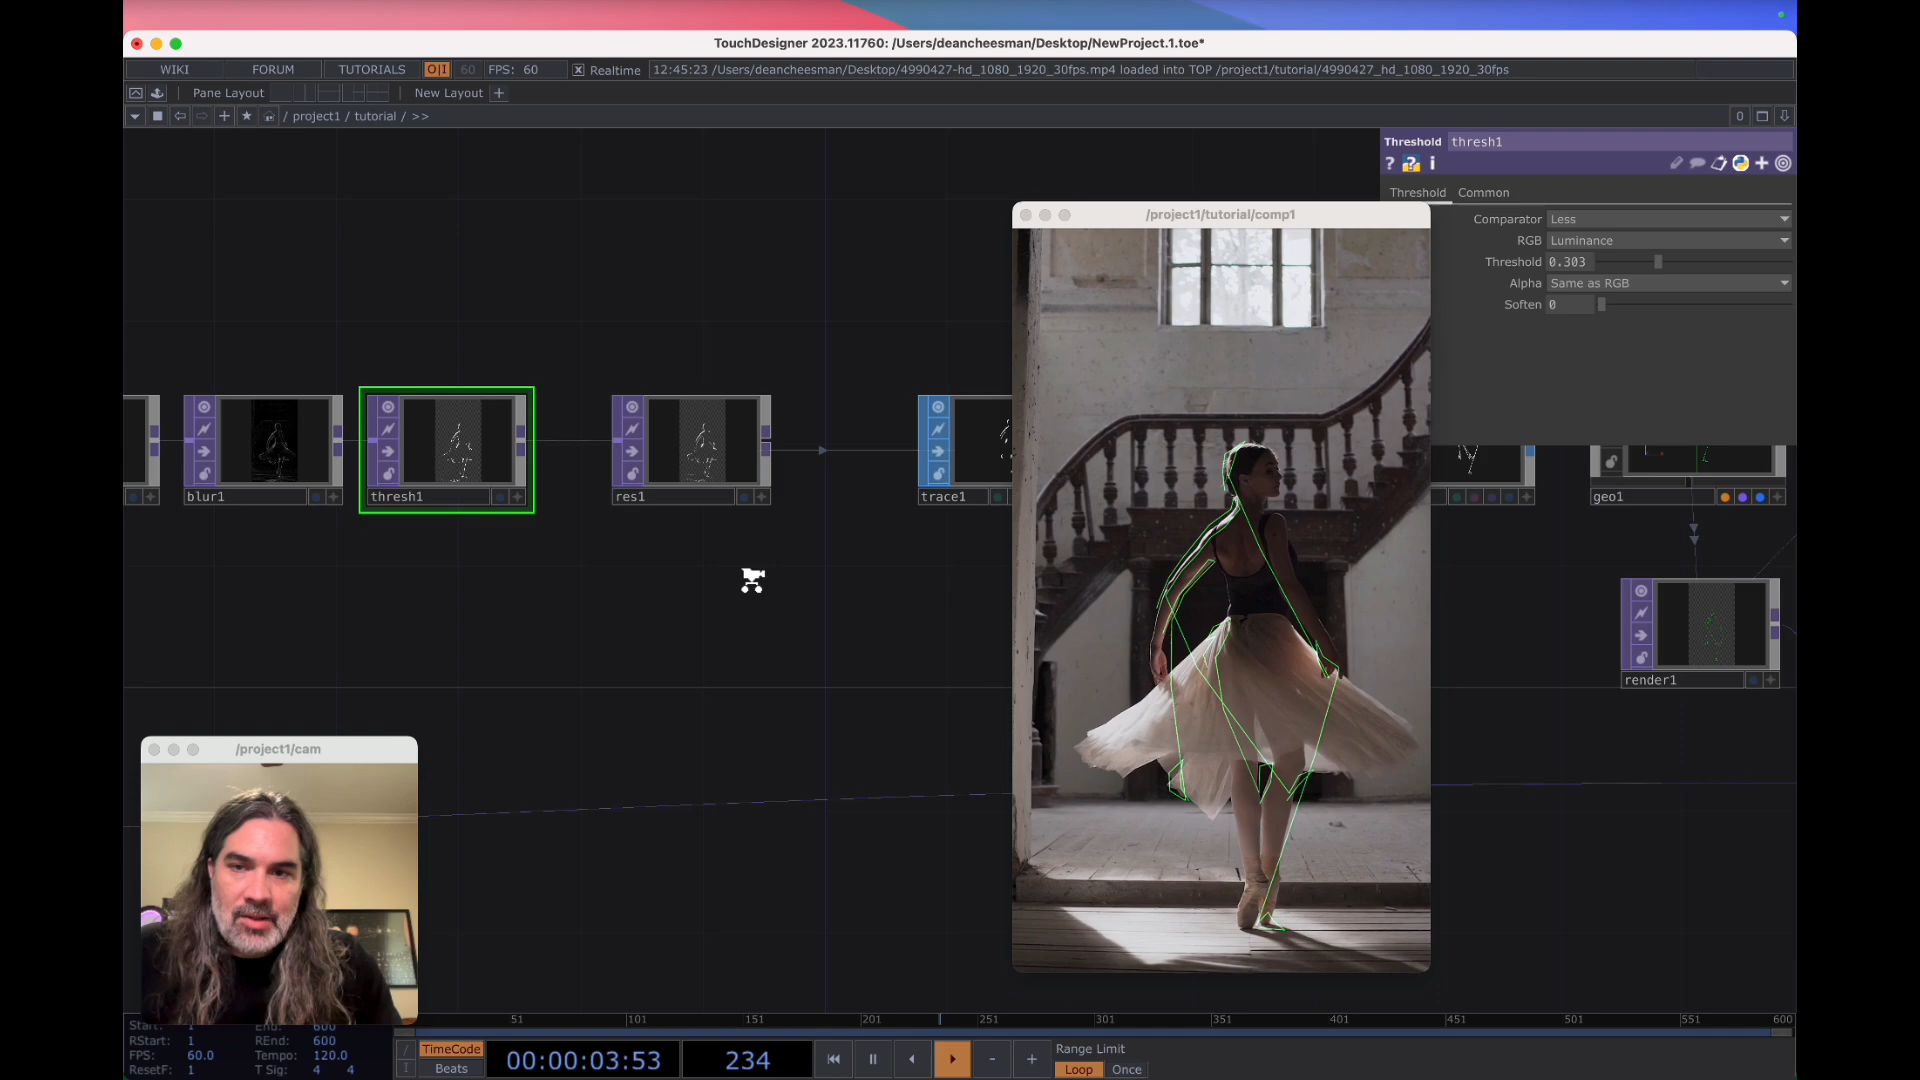 TouchDesigner 2023.11760: /Users/deancheesman/Desktop/NewProject.1.toe*
WIKI FORUM TUTORIALS O|I 60 FPS: 60 Realtime 12:45:23 /Users/deancheesman/Desktop/4990427-hd_1080_1920_30fps.mp4 loaded into TOP /project1/tutorial/4990427_hd_1080_1920_30fps
Pane Layout New Layout +
/ project1 / tutorial / >> 0
Threshold thresh1
? ? i
Threshold Common
Comparator Less
RGB Luminance
Threshold 0.303
Alpha Same as RGB
Soften 0
/project1/tutorial/comp1
blur1 thresh1 res1 trace1 geo1
render1
/project1/cam
Start: 1 End: 600
RStart: 1 REnd: 600
FPS: 60.0 Tempo: 120.0
ResetF: 1 T Sig: 4 4
51 101 151 201 251 301 351 401 451 501 551 600
TimeCode
Beats
00:00:03:53 234
- +
Range Limit
Loop Once